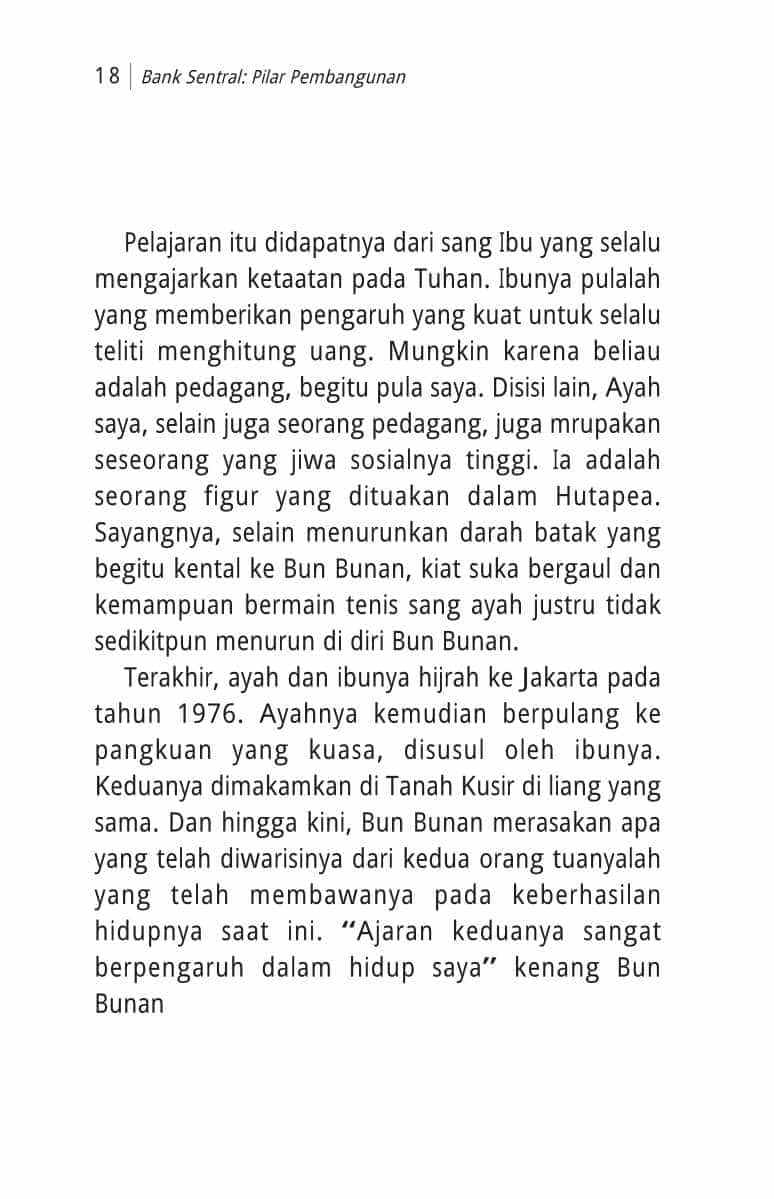 18 | Bank Sentral: Pilar Pembangunan
Pelajaran itu didapatnya dari sang Ibu yang selalu
mengajarkan ketaatan pada Tuhan. Ibunya pulalah
yang memberikan pengaruh yang kuat untuk selalu
teliti menghitung uang. Mungkin karena beliau
adalah pedagang, begitu pula saya. Disisi lain, Ayah
saya, selain juga seorang pedagang, juga mrupakan
seseorang yang jiwa sosialnya tinggi. Ia adalah
seorang figur yang dituakan dalam Hutapea.
Sayangnya, selain menurunkan darah batak yang
begitu kental ke Bun Bunan, kiat suka bergaul dan
kemampuan bermain tenis sang ayah justru tidak
sedikitpun menurun di diri Bun Bunan.
Terakhir, ayah dan ibunya hijrah ke Jakarta pada
tahun 1976. Ayahnya kemudian berpulang ke
pangkuan yang kuasa, disusul oleh ibunya.
Keduanya dimakamkan di Tanah Kusir di liang yang
sama. Dan hingga kini, Bun Bunan merasakan apa
yang telah diwarisinya dari kedua orang tuanyalah
yang telah membawanya pada keberhasilan
hidupnya saat ini. “Ajaran keduanya sangat
berpengaruh dalam hidup saya” kenang Bun
Bunan